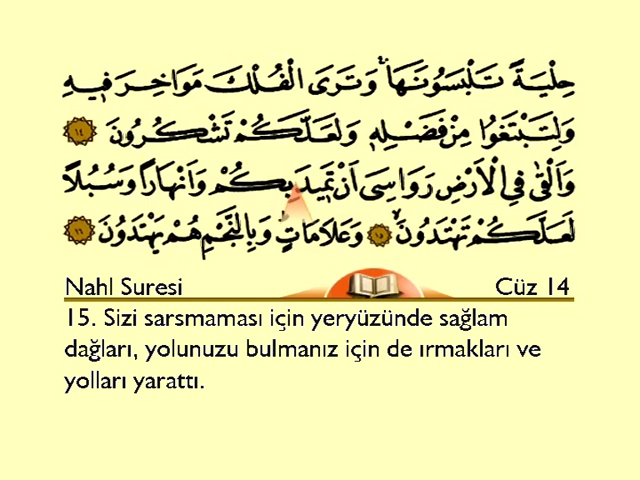 حِلْيَةً تَلْبَسُونَهَاۚ وَتَرَى الْفُلْكَ مَوَاخِرَ فٖيهِ
وَلِتَبْتَغُوا مِنْ فَضْلِهٖ وَلَعَلَّكُمْ تَشْكُرُونَ ﴿١٤﴾
وَاَلْقٰى فِي الْاَرْضِ رَوَاسِىَ اَنْ تَمٖيدَ بِكُمْ وَاَنْهَارًا وَسُبُلًا
لَعَلَّكُمْ تَهْتَدُونَۙ ﴿١٥﴾ وَعَلَامَاتٍؕ وَبِالنَّجْمِ هُمْ يَهْتَدُونَ ﴿١٦﴾
Nahl Suresi Cüz 14
15. Sizi sarsmaması için yeryüzünde sağlam
dağları, yolunuzu bulmanız için de ırmakları ve
yolları yarattı.